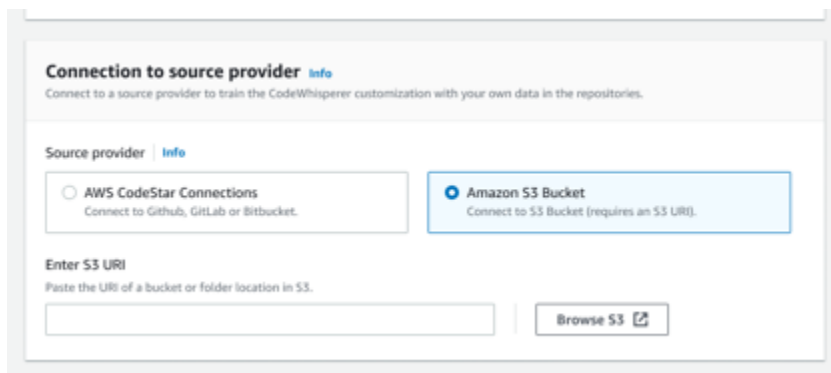 Connection to source provider Info
Connect to a source provider to train the CodeWhisperer customization with your own data in the repositories.
Source provider Info
AWS CodeStar Connections
Connect to Github, GitLab or Bitbucket.
Amazon S3 Bucket
Connect to S3 Bucket (requires an S3 URI).
Enter S3 URI
Paste the URI of a bucket or folder location in S3.
Browse S3